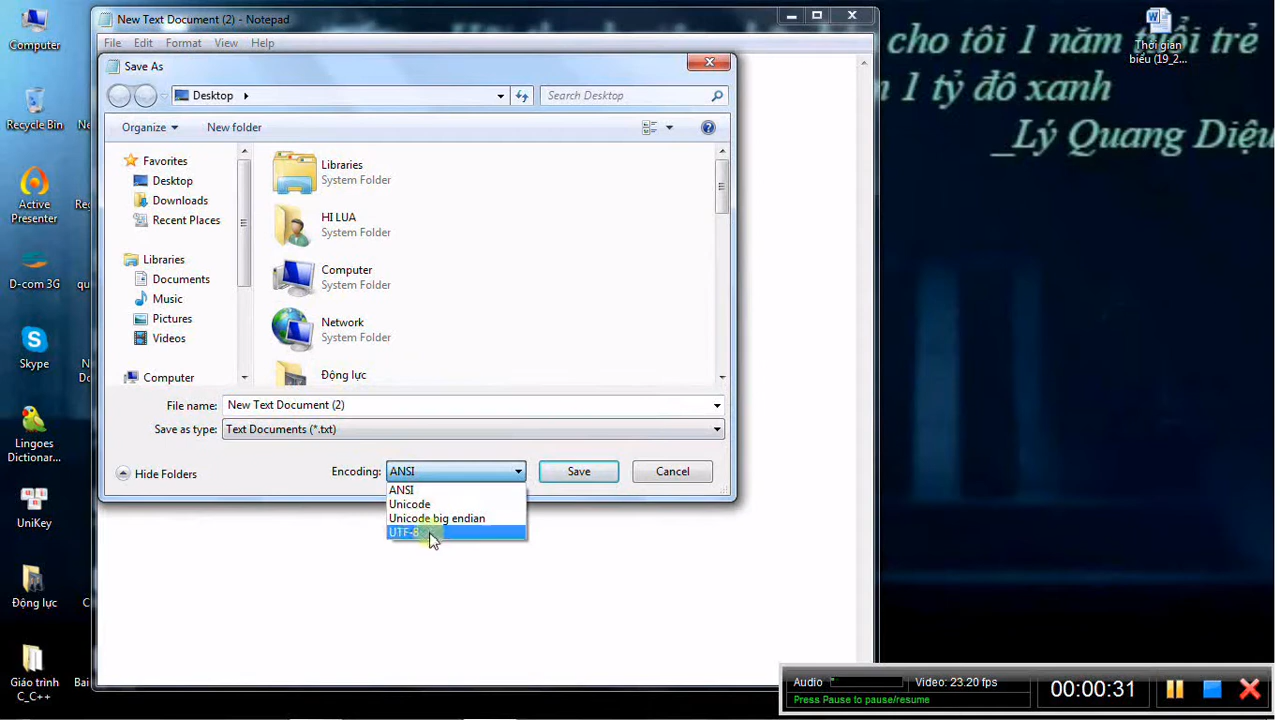 New Text Document (2) - Notepad
File Edit Format View Help
Save As
Desktop
Search Desktop
Organize
New folder
Favorites
Desktop
Downloads
Recent Places
Libraries
Documents
Music
Pictures
Videos
Computer
Libraries
System Folder
HI LUA
System Folder
Computer
System Folder
Network
System Folder
Động lực
File name: New Text Document (2)
Save as type: Text Documents (*.txt)
Hide Folders
Encoding: ANSI
Save
Cancel
ANSI
Unicode
Unicode big endian
UTF-8
Computer
Recycle Bin
Active
Presenter
D-com 3G
Skype
Lingoes
Dictionar...
UniKey
Động lực
Giáo trình
C_C++
Bai
cho tôi 1 năm tuổi trẻ
1 tỷ đô xanh
_Lý Quang Diệu
Thời gian
biểu (19_2...
Audio
Video: 23.20 fps
Press Pause to pause/resume
00:00:31